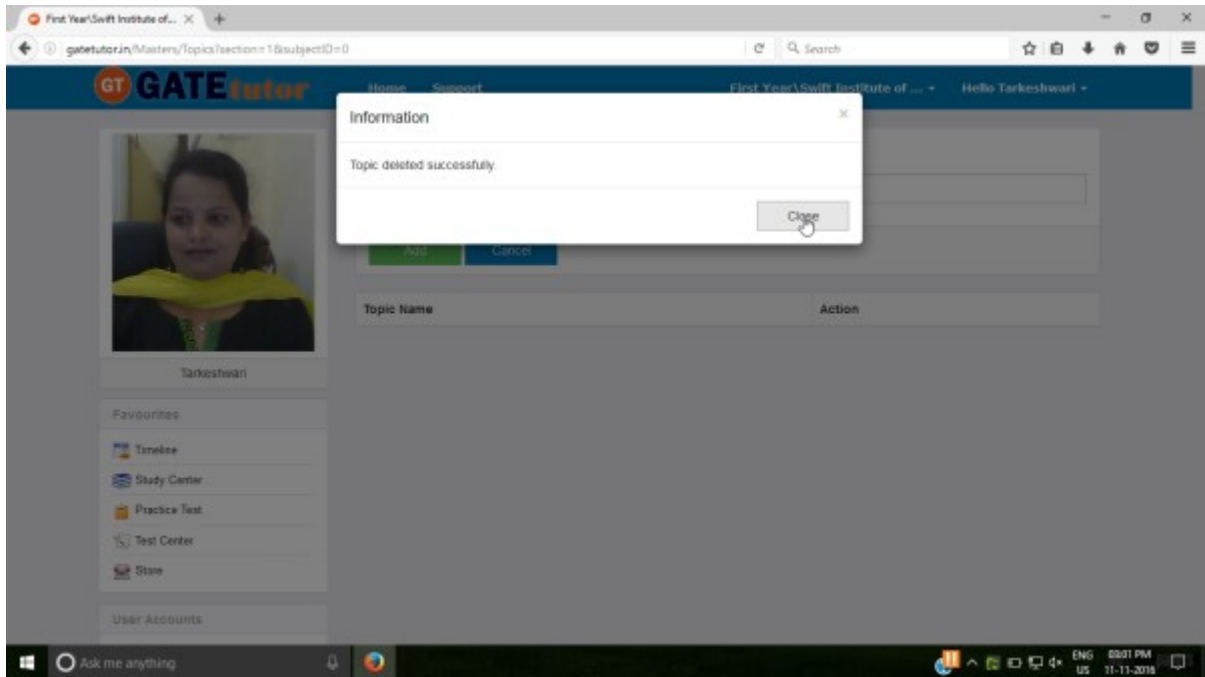 First Year\Swift Institute of...
gatetutor.in/Masters/Topics?section=1&subjectID=0
Search
GT GATEtutor
Home Support First Year\Swift Institute of ... Hello Tarkeshwari
Information
×
Topic deleted successfully.
Close
Add Cancel
Topic Name Action
Tarkeshwari
Favourites
Timeline
Study Center
Practice Test
Test Center
Store
User Accounts
Ask me anything
ENG 03:01 PM
US 11-11-2016